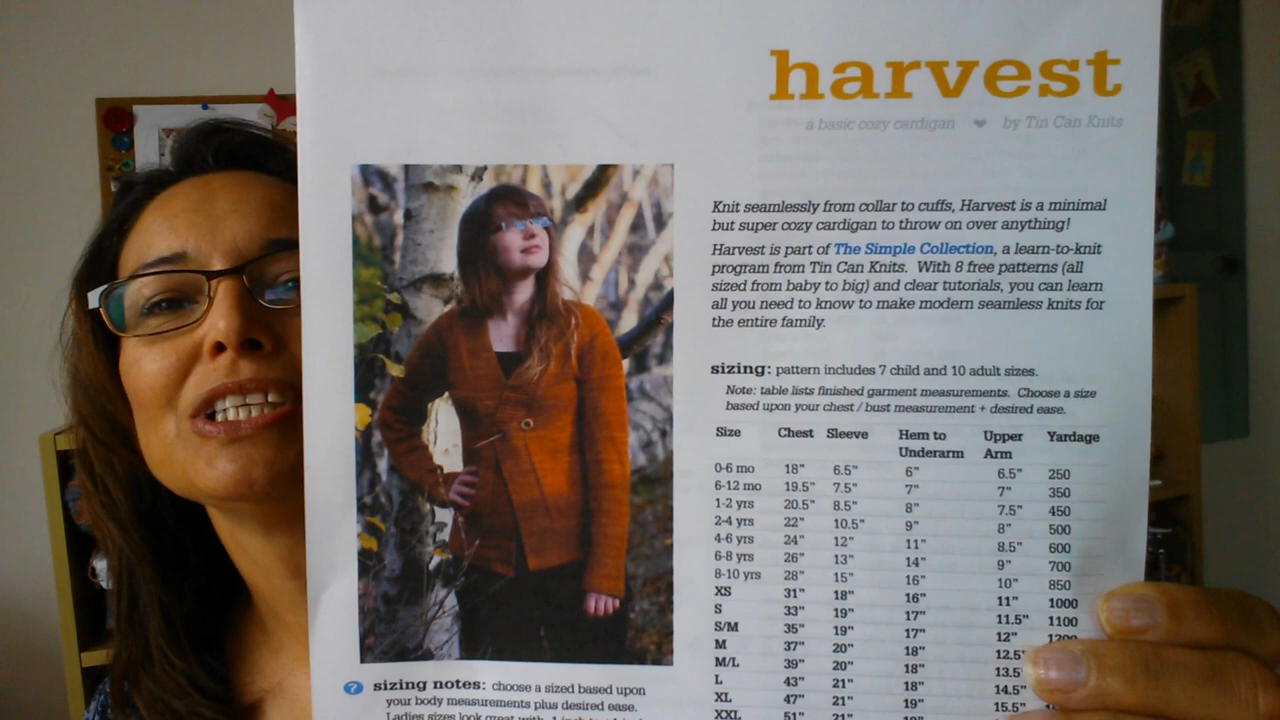 harvest
a basic cozy cardigan ❤ by Tin Can Knits
Knit seamlessly from collar to cuffs, Harvest is a minimal
but super cozy cardigan to throw on over anything!
Harvest is part of The Simple Collection, a learn-to-knit
program from Tin Can Knits. With 8 free patterns (all
sized from baby to big) and clear tutorials, you can learn
all you need to know to make modern seamless knits for
the entire family.
sizing: pattern includes 7 child and 10 adult sizes.
Note: table lists finished garment measurements. Choose a size
based upon your chest / bust measurement + desired ease.
Size Chest Sleeve Hem to Underarm Upper Arm Yardage
0-6 mo 18" 6.5" 6" 6.5" 250
6-12 mo 19.5" 7.5" 7" 7" 350
1-2 yrs 20.5" 8.5" 8" 7.5" 450
2-4 yrs 22" 10.5" 9" 8" 500
4-6 yrs 24" 12" 11" 8.5" 600
6-8 yrs 26" 13" 14" 9" 700
8-10 yrs 28" 15" 16" 10" 850
XS 31" 18" 16" 11" 1000
S 33" 19" 17" 11.5" 1100
S/M 35" 19" 17" 12" 1200
M 37" 20" 18" 12.5
M/L 39" 20" 18" 13.5
L 43" 21" 18" 14.5"
XL 47" 21" 19" 15.5"
XXL 51" 21"
? sizing notes: choose a sized based upon
your body measurements plus desired ease.
Ladies sizes look great with